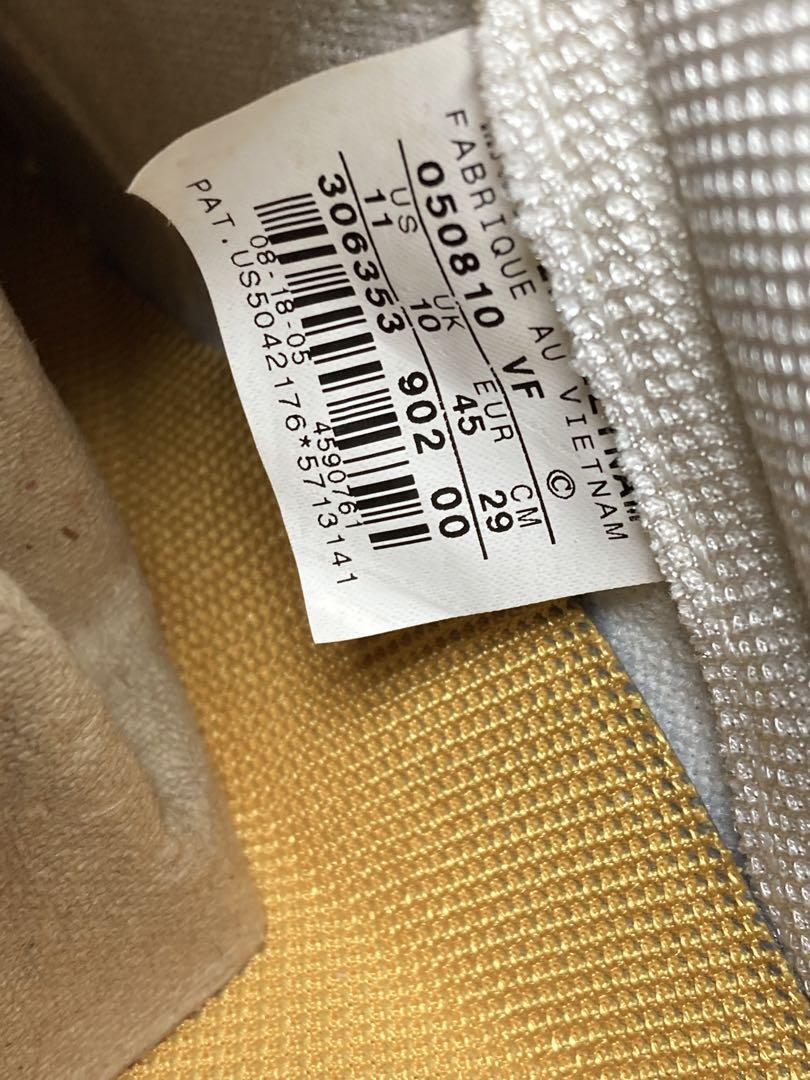 FABRIQUE AU VIETNAM
050810 VF ©
US UK EUR CM
11 10 45 29
306353 902 00
08-18-05 4590761
PAT.US5042176*5713141